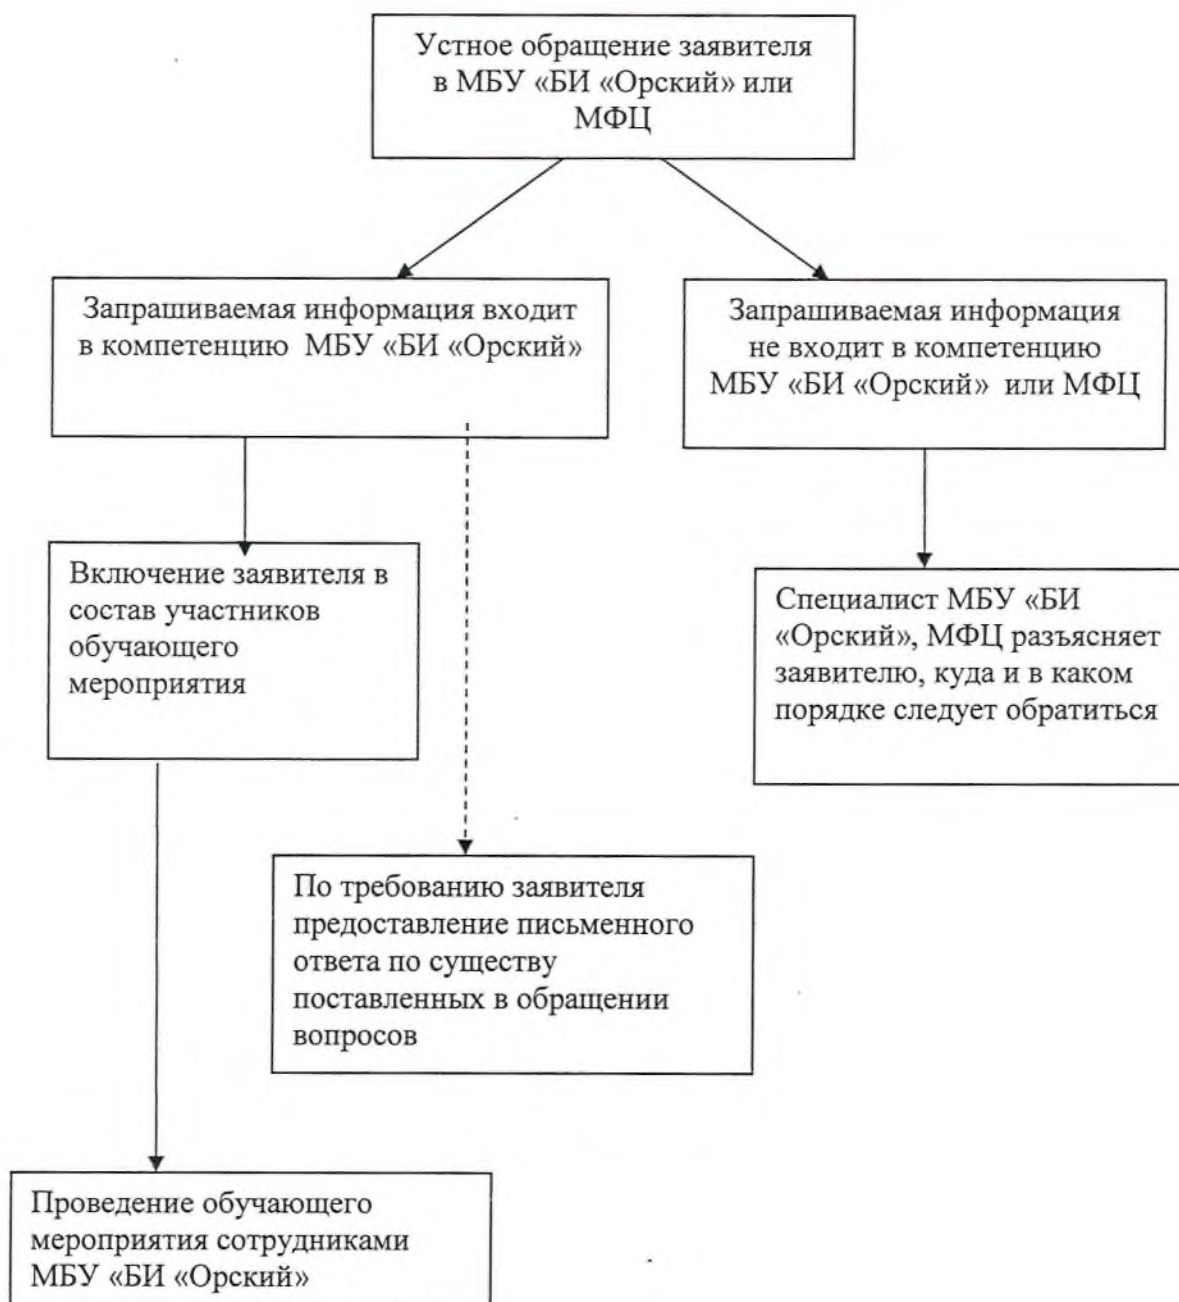 Устное обращение заявителя
в МБУ «БИ «Орский» или
МФЦ
Запрашиваемая информация входит
в компетенцию МБУ «БИ «Орский»
Запрашиваемая информация
не входит в компетенцию
МБУ «БИ «Орский» или МФЦ
Включение заявителя в
состав участников
обучающего
мероприятия
Специалист МБУ «БИ
«Орский», МФЦ разъясняет
заявителю, куда и в каком
порядке следует обратиться
По требованию заявителя
предоставление письменного
ответа по существу
поставленных в обращении
вопросов
Проведение обучающего
мероприятия сотрудниками
МБУ «БИ «Орский»